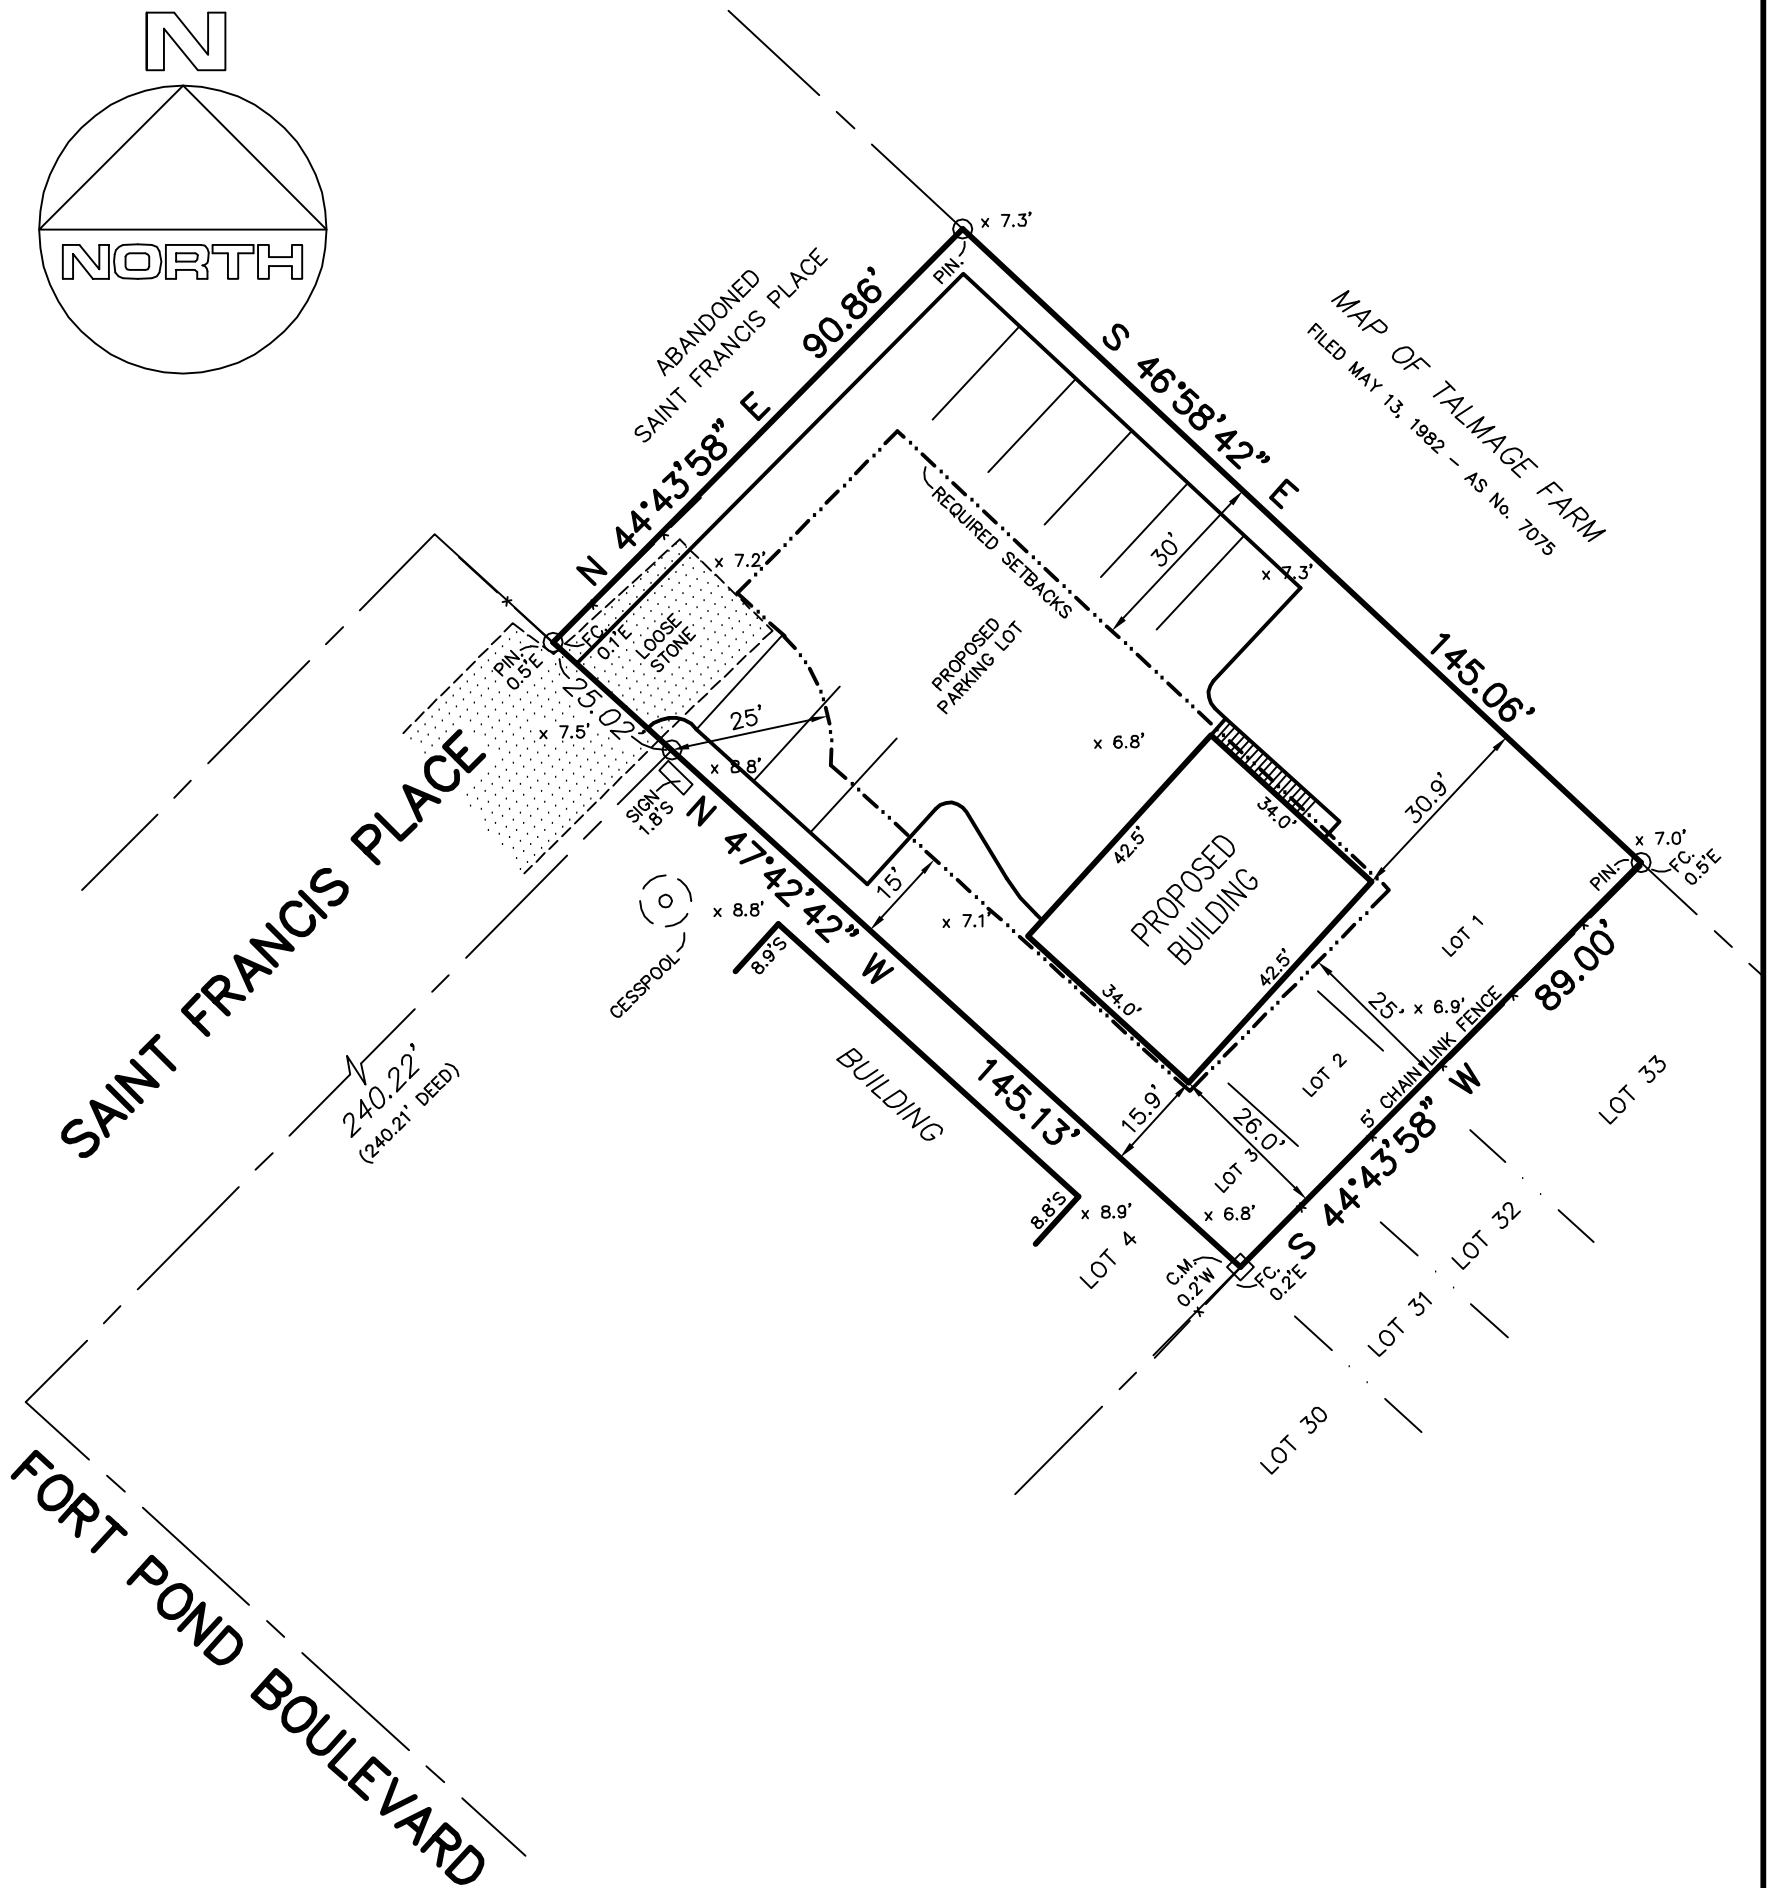 N
NORTH
ABANDONED
SAINT FRANCIS PLACE
90.86'
N 44°43'58" E
PIN.
x 7.3'
S 46°58'42" E
145.06'
MAP OF TALMAGE FARM
FILED MAY 13, 1982 - AS No. 7075
REQUIRED SETBACKS
30'
x 7.3'
x 7.2'
LOOSE
STONE
FC.
0.1'E
PIN.
0.5'E
25.02'
x 7.5'
25'
x 8.8'
SIGN
1.8'S
PROPOSED
PARKING LOT
x 6.8'
34.0'
30.9'
42.5'
PROPOSED
BUILDING
42.5'
34.0'
x 7.0'
PIN.
FC.
0.5'E
LOT 1
89.00'
25'
x 6.9'
5' CHAIN LINK FENCE
LOT 2
S 44°43'58" W
LOT 33
N 47°42'42" W
15'
x 7.1'
x 8.8'
8.9'S
CESSPOOL
BUILDING
145.13'
15.9'
26.0'
LOT 3
8.8'S
x 8.9'
x 6.8'
LOT 4
C.M.
0.2'W
FC.
0.2'E
LOT 32
LOT 31
LOT 30
SAINT FRANCIS PLACE
240.22'
(240.21' DEED)
FORT POND BOULEVARD